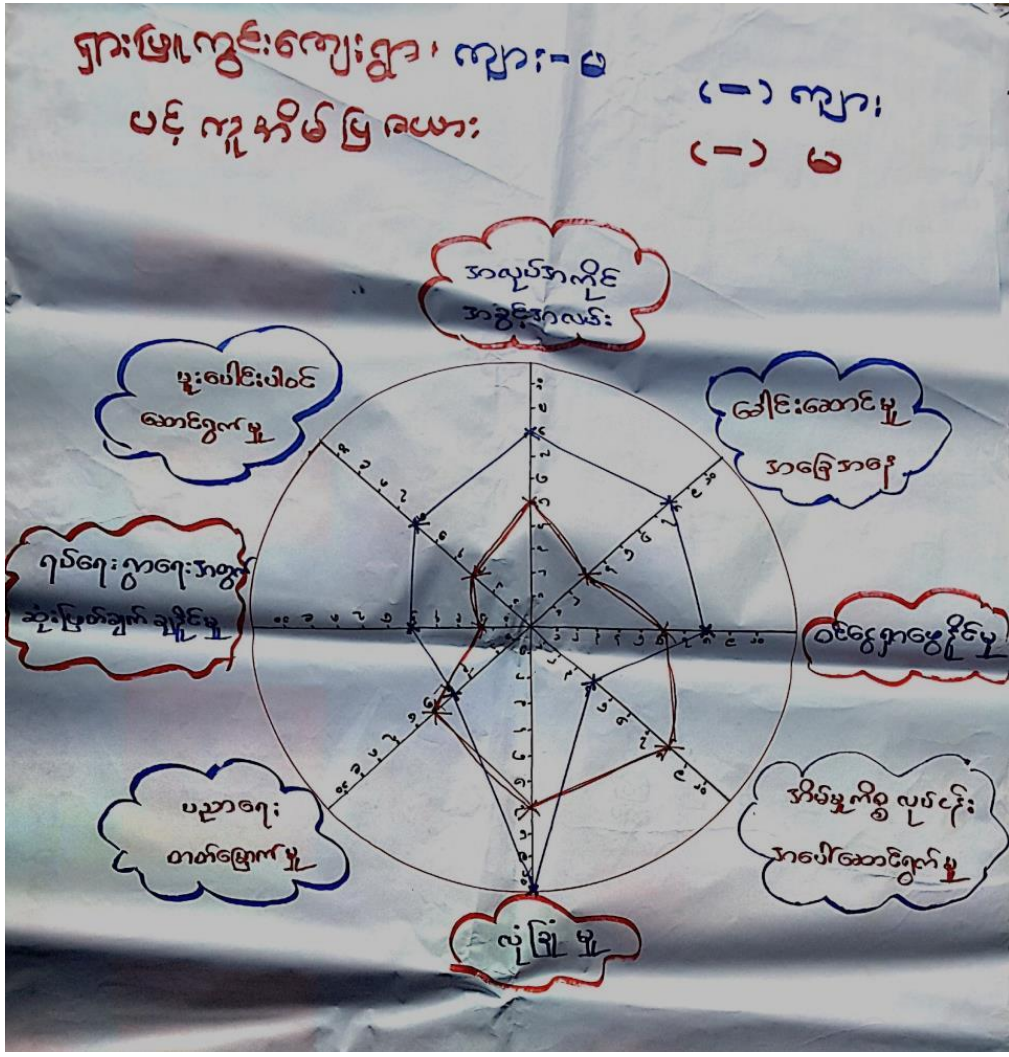 ရှားဖြူကွင်းကျေးရွာ၊ ကျား-မ
ပင့်ကူအိမ်ပြဇယား
(-) ကျား
(-) မ
အလုပ်အကိုင်
အခွင့်အလမ်း
ခေါင်းဆောင်မှု
အခြေအနေ
ဝင်ငွေရှာဖွေနိုင်မှု
အိမ်မှုကိစ္စလုပ်ငန်း
အပေါ်ဆောင်ရွက်မှု
လုံခြုံမှု
ပညာရေး
တတ်မြောက်မှု
ရပ်ရေးရွာရေးအတွက်
ဆုံးဖြတ်ချက်ချနိုင်မှု
ပူးပေါင်းပါဝင်
ဆောင်ရွက်မှု